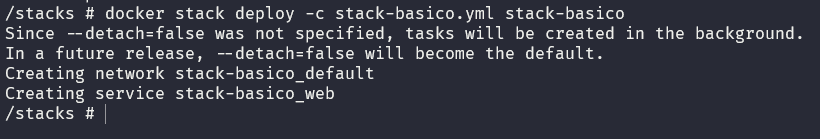 /stacks # docker stack deploy -c stack-basico.yml stack-basico
Since --detach=false was not specified, tasks will be created in the background.
In a future release, --detach=false will become the default.
Creating network stack-basico_default
Creating service stack-basico_web
/stacks #